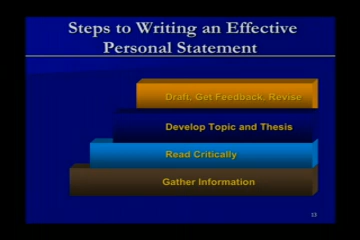 Steps to Writing an Effective
Personal Statement
Draft, Get Feedback, Revise
Develop Topic and Thesis
Read Critically
Gather Information
13